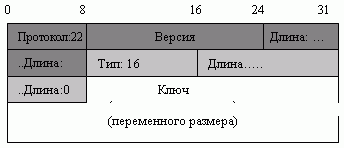 0 8 16 24 31
Протокол:22 Версия Длина: ...
..Длина: Тип: 16 Длина.....
..Длина:0 Ключ
(переменного размера)